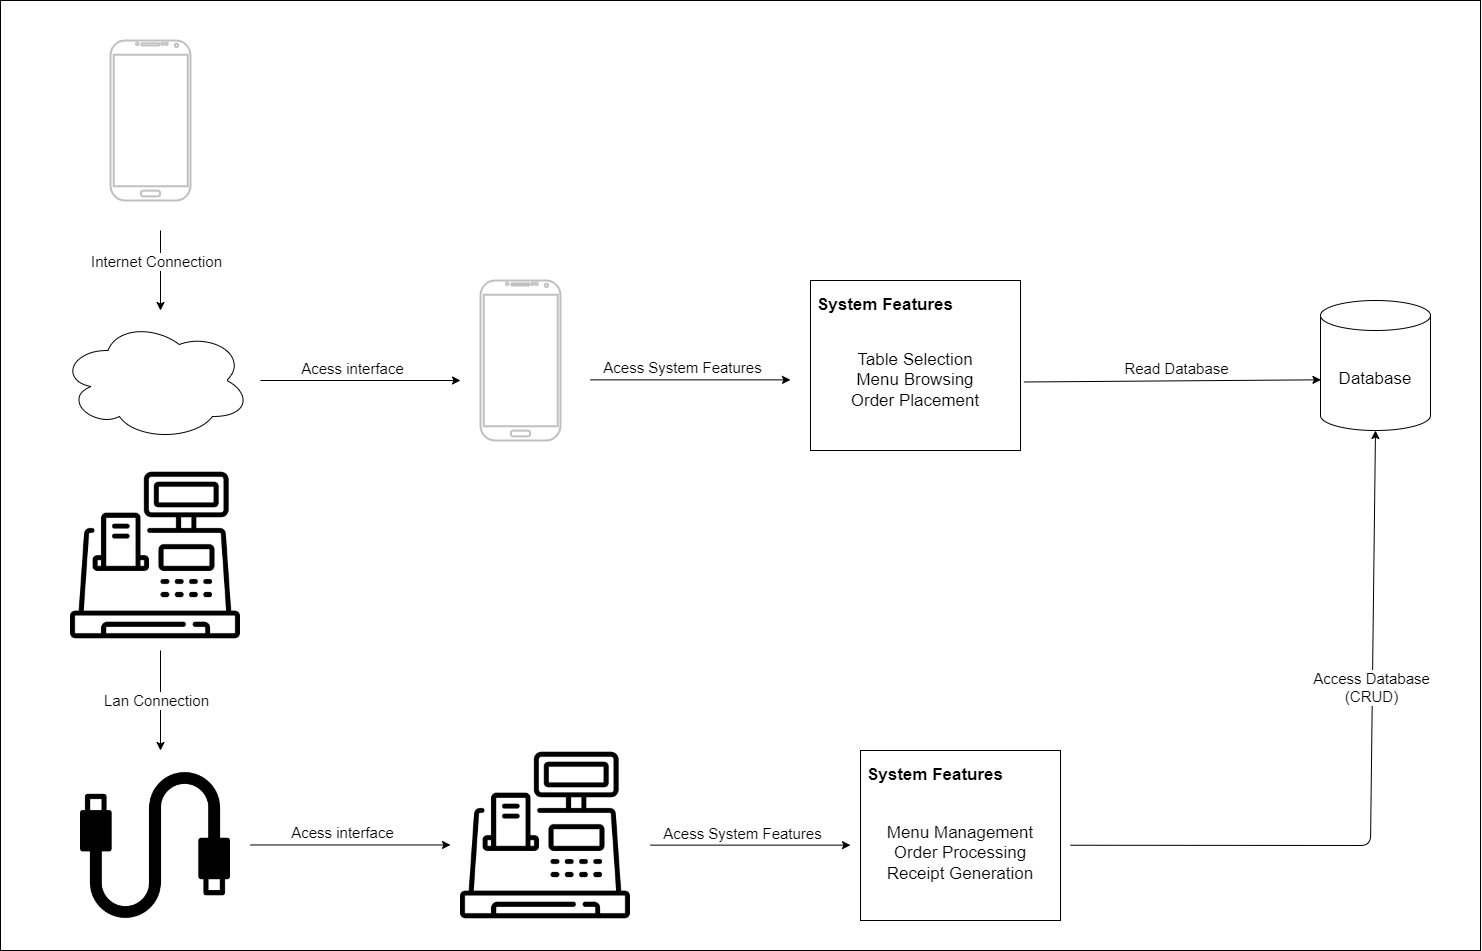 Internet Connection
Acess interface
Acess System Features
System Features
Table Selection
Menu Browsing
Order Placement
Read Database
Database
Lan Connection
Acess interface
Acess System Features
System Features
Menu Management
Order Processing
Receipt Generation
Access Database
(CRUD)